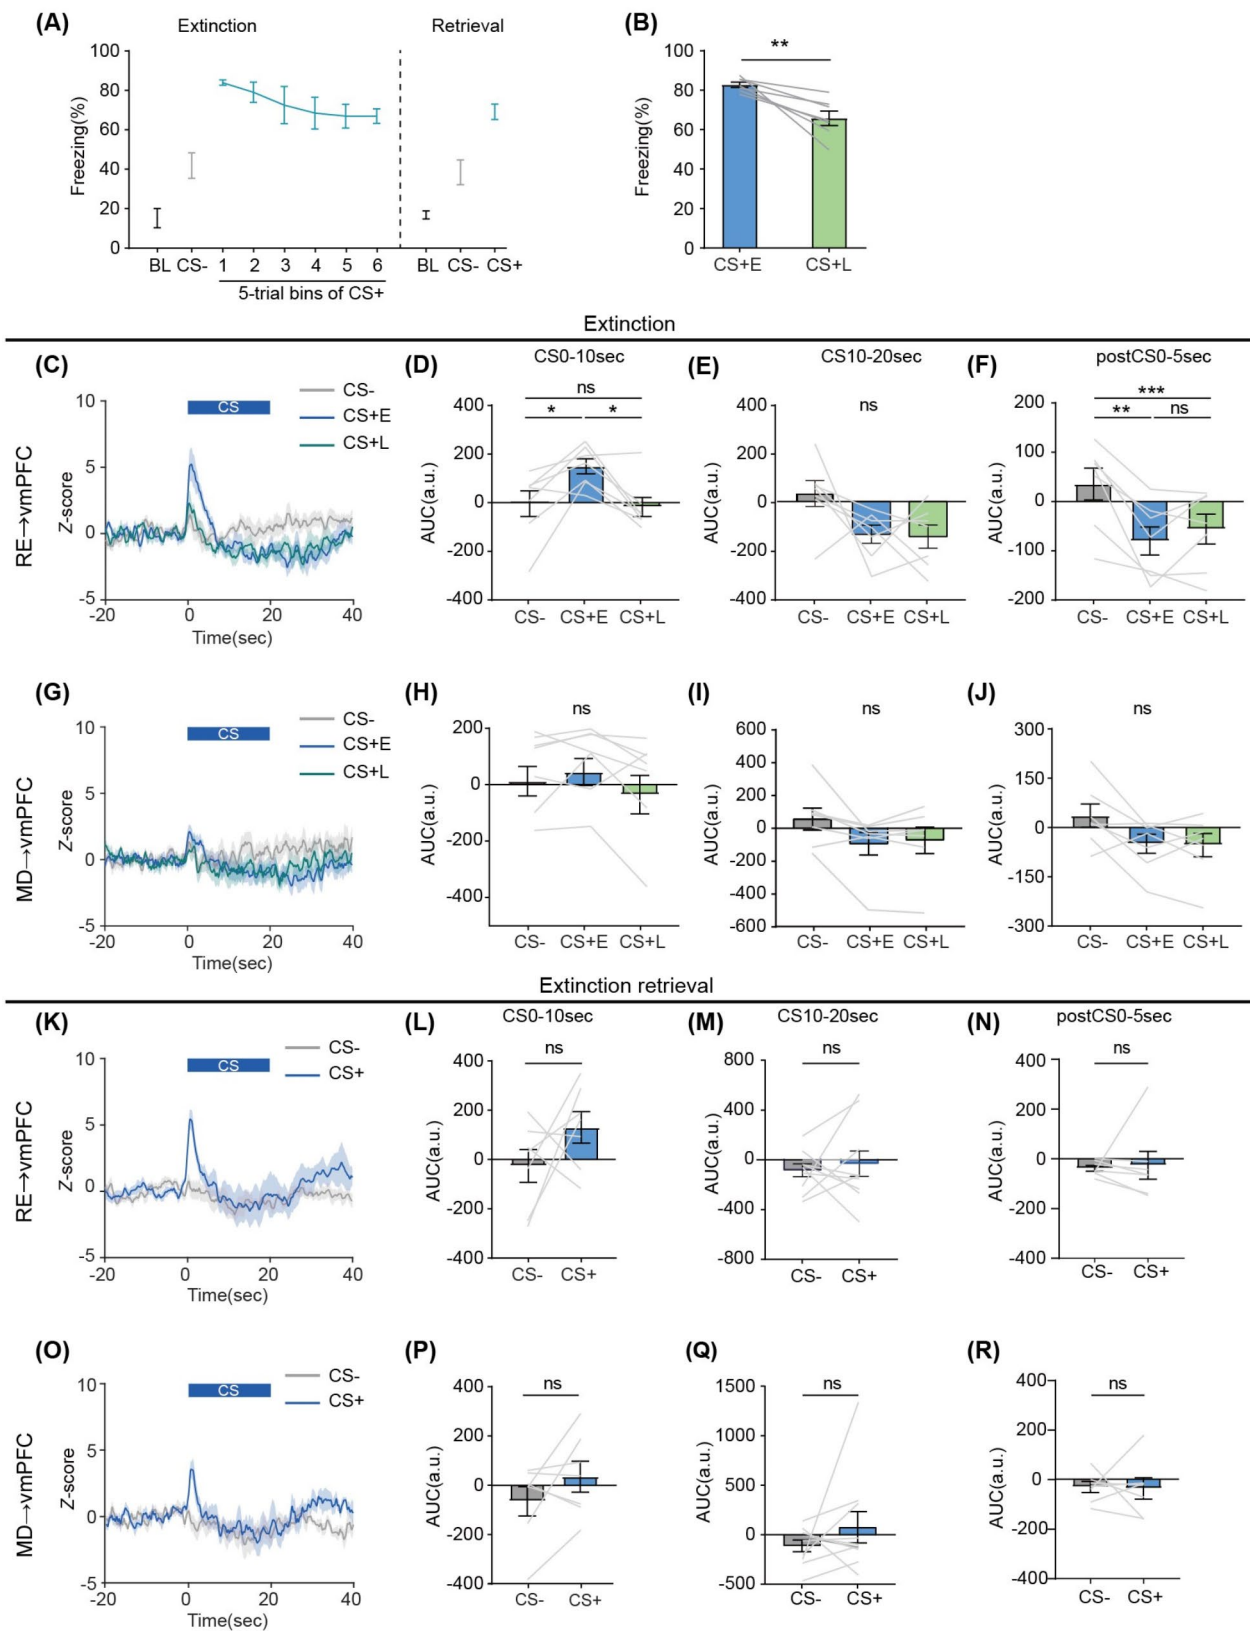 (A) Extinction Retrieval
Freezing(%)
100
80
60
40
20
0
BL CS- 1 2 3 4 5 6 BL CS- CS+
5-trial bins of CS+
(B)
**
Freezing(%)
100
80
60
40
20
0
CS+E CS+L
Extinction
(C)
RE→vmPFC
CS-
CS+E
CS+L
CS
Z-score
10
5
0
-5
-20 0 20 40
Time(sec)
(D) CS0-10sec
ns
* *
AUC(a.u.)
400
200
0
-200
-400
CS- CS+E CS+L
(E) CS10-20sec
ns
AUC(a.u.)
400
200
0
-200
-400
CS- CS+E CS+L
(F) postCS0-5sec
***
** ns
AUC(a.u.)
200
100
0
-100
-200
CS- CS+E CS+L
(G)
MD→vmPFC
CS-
CS+E
CS+L
CS
Z-score
10
5
0
-5
-20 0 20 40
Time(sec)
(H)
ns
AUC(a.u.)
200
0
-200
-400
CS- CS+E CS+L
(I)
ns
AUC(a.u.)
600
400
200
0
-200
-400
-600
CS- CS+E CS+L
(J)
ns
AUC(a.u.)
300
150
0
-150
-300
CS- CS+E CS+L
Extinction retrieval
(K)
RE→vmPFC
CS-
CS+
CS
Z-score
10
5
0
-5
-20 0 20 40
Time(sec)
(L) CS0-10sec
ns
AUC(a.u.)
400
200
0
-200
-400
CS- CS+
(M) CS10-20sec
ns
AUC(a.u.)
800
400
0
-400
-800
CS- CS+
(N) postCS0-5sec
ns
AUC(a.u.)
400
200
0
-200
-400
CS- CS+
(O)
MD→vmPFC
CS-
CS+
CS
Z-score
10
5
0
-5
-20 0 20 40
Time(sec)
(P)
ns
AUC(a.u.)
400
200
0
-200
-400
CS- CS+
(Q)
ns
AUC(a.u.)
1500
1000
500
0
-500
CS- CS+
(R)
ns
AUC(a.u.)
400
200
0
-200
-400
CS- CS+